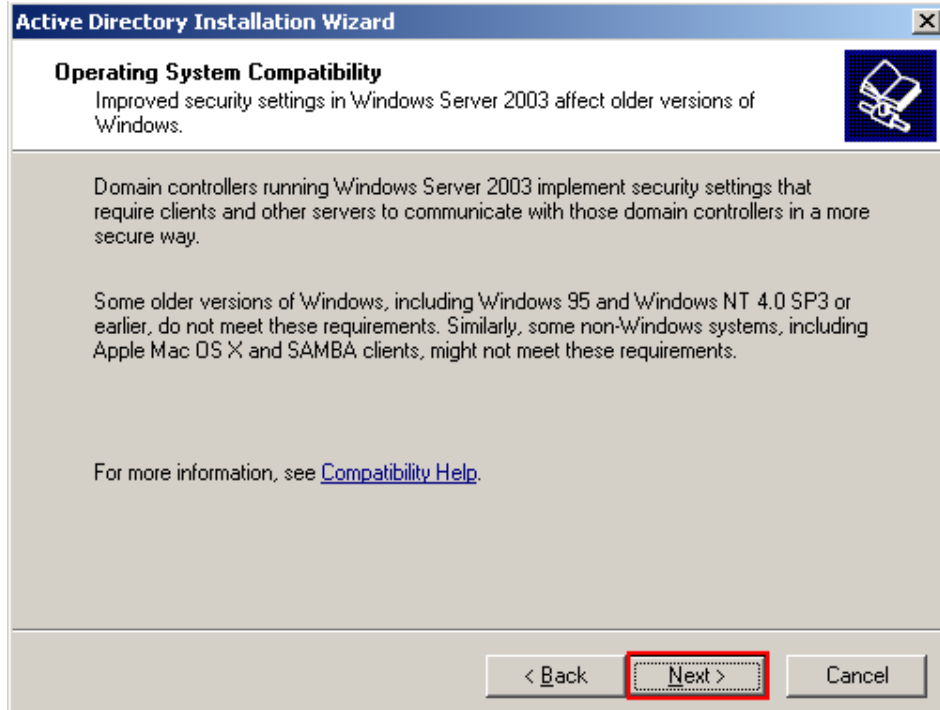 Active Directory Installation Wizard
Operating System Compatibility
Improved security settings in Windows Server 2003 affect older versions of
Windows.
Domain controllers running Windows Server 2003 implement security settings that
require clients and other servers to communicate with those domain controllers in a more
secure way.
Some older versions of Windows, including Windows 95 and Windows NT 4.0 SP3 or
earlier, do not meet these requirements. Similarly, some non-Windows systems, including
Apple Mac OS X and SAMBA clients, might not meet these requirements.
For more information, see Compatibility Help.
< Back Next > Cancel